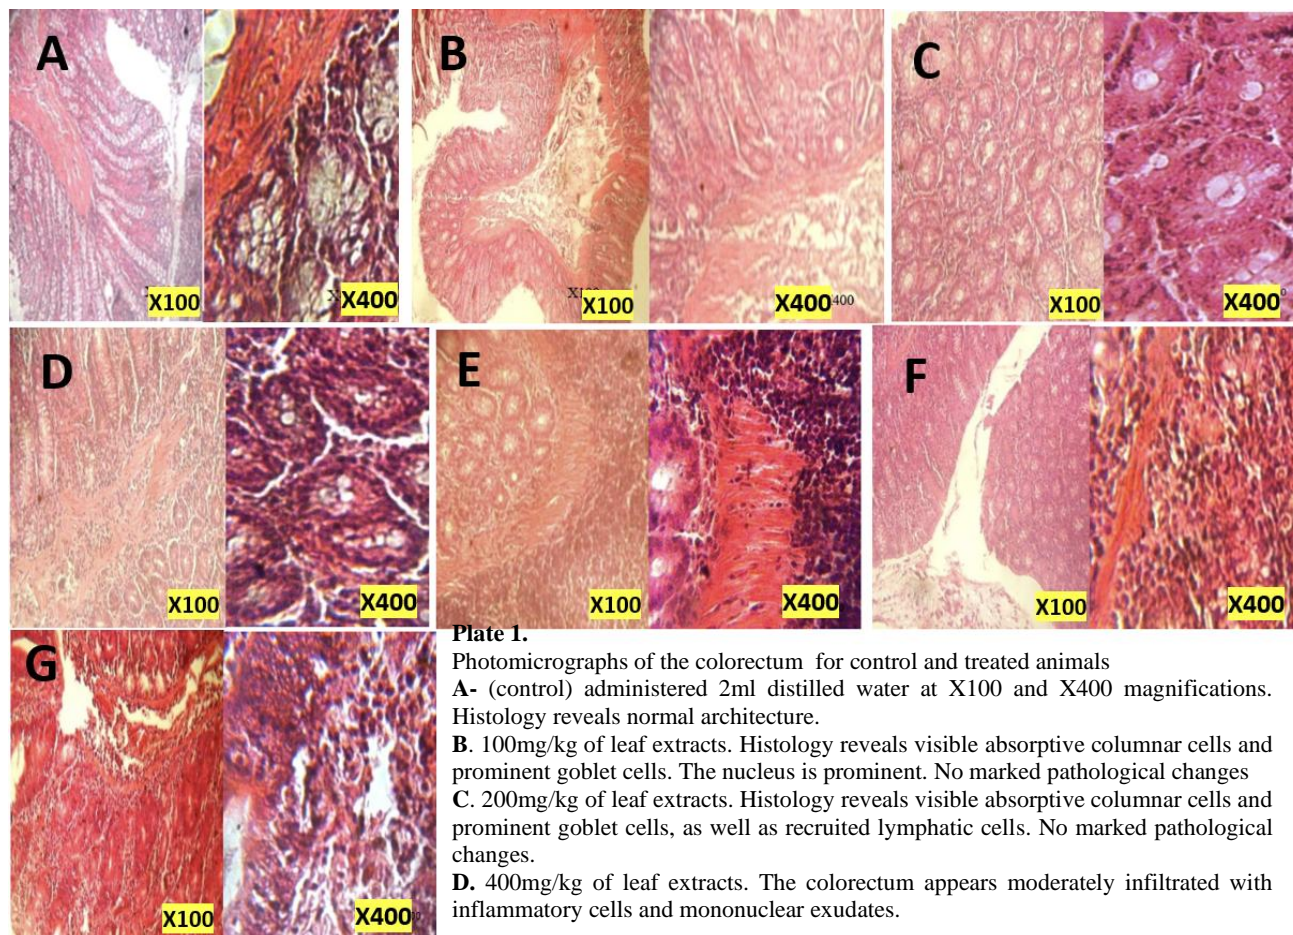 A
B
C
X100
X400
X100
X400
X100
X400
D
E
F
X100
X400
X100
X400
X100
X400
G
X100
X400
Plate 1.
Photomicrographs of the colorectum for control and treated animals
A- (control) administered 2ml distilled water at X100 and X400 magnifications.
Histology reveals normal architecture.
B. 100mg/kg of leaf extracts. Histology reveals visible absorptive columnar cells and
prominent goblet cells. The nucleus is prominent. No marked pathological changes
C. 200mg/kg of leaf extracts. Histology reveals visible absorptive columnar cells and
prominent goblet cells, as well as recruited lymphatic cells. No marked pathological
changes.
D. 400mg/kg of leaf extracts. The colorectum appears moderately infiltrated with
inflammatory cells and mononuclear exudates.